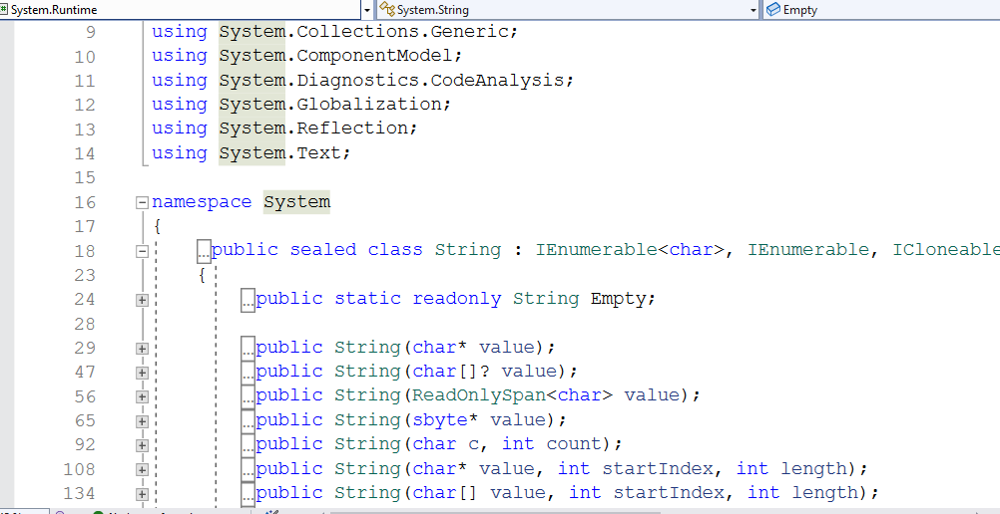 System.Runtime System.String Empty
9 using System.Collections.Generic;
10 using System.ComponentModel;
11 using System.Diagnostics.CodeAnalysis;
12 using System.Globalization;
13 using System.Reflection;
14 using System.Text;
15
16 namespace System
17 {
18 ...public sealed class String : IEnumerable<char>, IEnumerable, ICloneable
23 {
24 ...public static readonly String Empty;
28
29 ...public String(char* value);
47 ...public String(char[]? value);
56 ...public String(ReadOnlySpan<char> value);
65 ...public String(sbyte* value);
92 ...public String(char c, int count);
108 ...public String(char* value, int startIndex, int length);
134 ...public String(char[] value, int startIndex, int length);